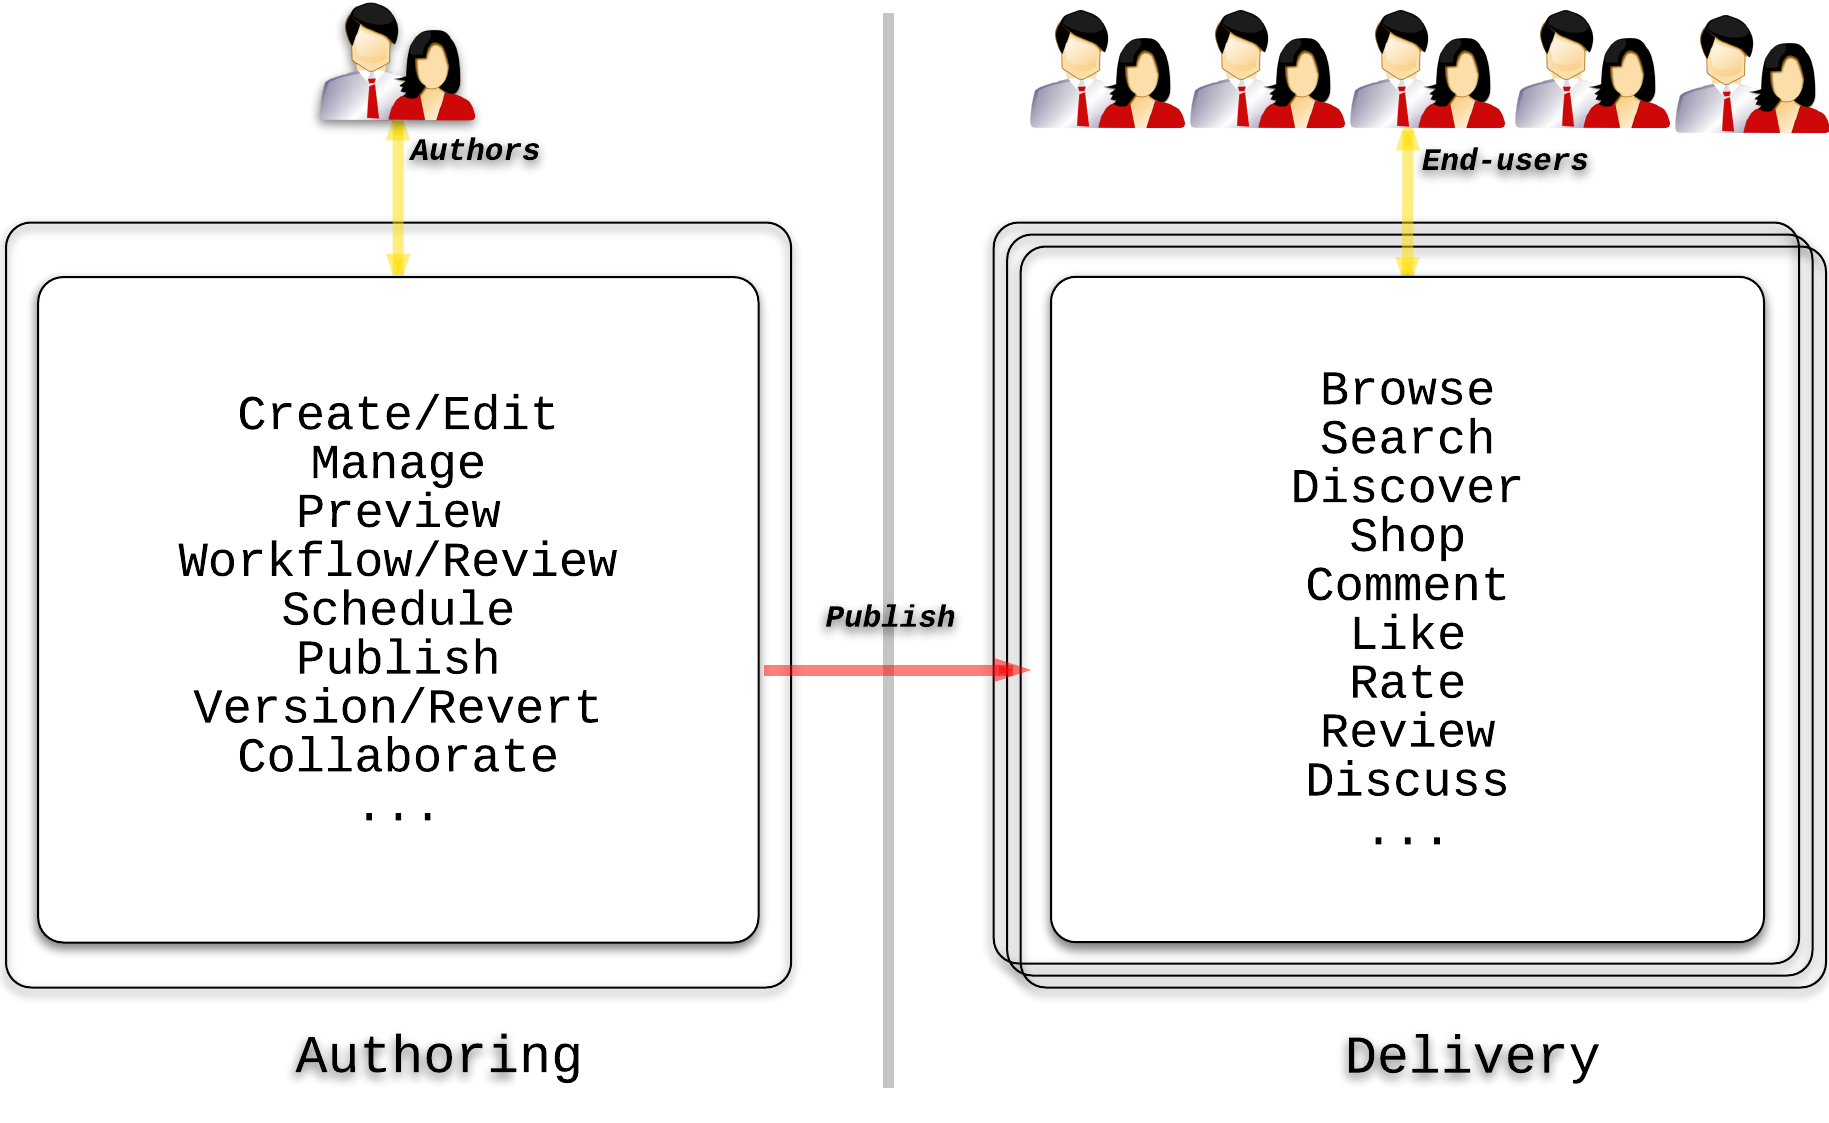 Authors
End-users
Create/Edit
Manage
Preview
Workflow/Review
Schedule
Publish
Version/Revert
Collaborate
...
Publish
Browse
Search
Discover
Shop
Comment
Like
Rate
Review
Discuss
...
Authoring
Delivery